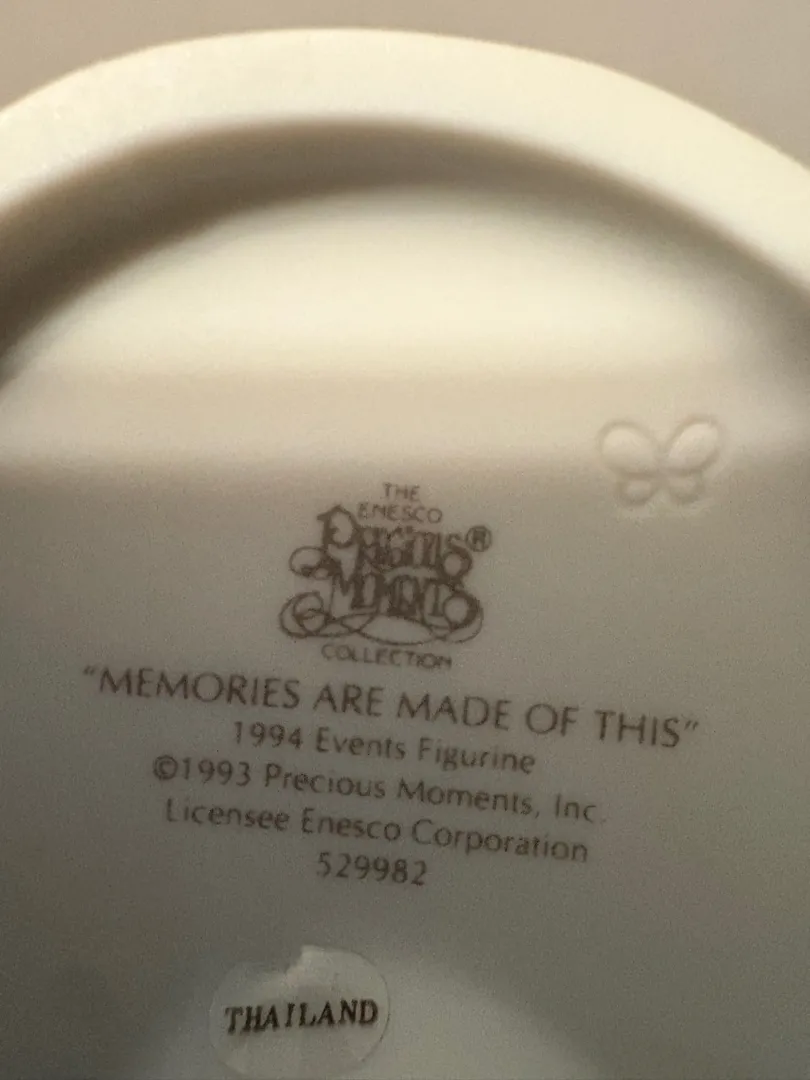 THE
ENESCO
Precious®
Moments
COLLECTION
“MEMORIES ARE MADE OF THIS”
1994 Events Figurine
©1993 Precious Moments, Inc.
Licensee Enesco Corporation
529982
THAILAND